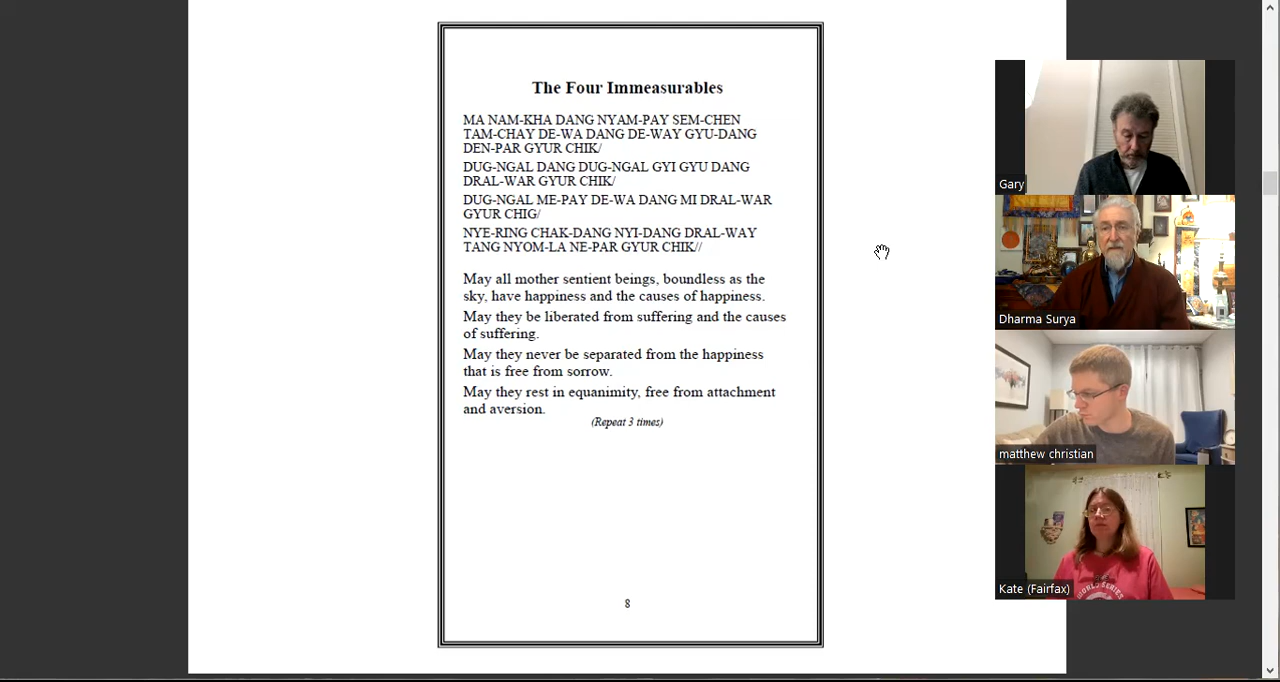 The Four Immeasurables
MA NAM-KHA DANG NYAM-PAY SEM-CHEN
TAM-CHAY DE-WA DANG DE-WAY GYU-DANG
DEN-PAR GYUR CHIK/
DUG-NGAL DANG DUG-NGAL GYI GYU DANG
DRAL-WAR GYUR CHIK/
DUG-NGAL ME-PAY DE-WA DANG MI DRAL-WAR
GYUR CHIG/
NYE-RING CHAK-DANG NYI-DANG DRAL-WAY
TANG NYOM-LA NE-PAR GYUR CHIK//
May all mother sentient beings, boundless as the
sky, have happiness and the causes of happiness.
May they be liberated from suffering and the causes
of suffering.
May they never be separated from the happiness
that is free from sorrow.
May they rest in equanimity, free from attachment
and aversion.
(Repeat 3 times)
8
Gary
Dharma Surya
matthew christian
Kate (Fairfax)
WORLD SERIES